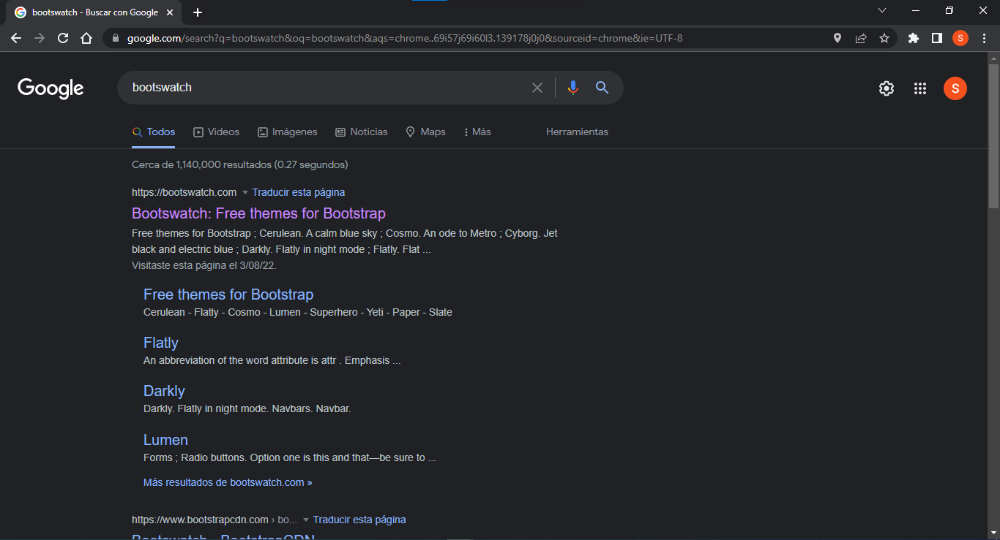 bootswatch - Buscar con Google
google.com/search?q=bootswatch&oq=bootswatch&aqs=chrome..69i57j69i60l3.139178j0j0&sourceid=chrome&ie=UTF-8
S
Google
bootswatch
S
Todos
Videos
Imágenes
Noticias
Maps
Más
Herramientas
Cerca de 1,140,000 resultados (0.27 segundos)
https://bootswatch.com Traducir esta página
Bootswatch: Free themes for Bootstrap
Free themes for Bootstrap ; Cerulean. A calm blue sky ; Cosmo. An ode to Metro ; Cyborg. Jet
black and electric blue ; Darkly. Flatly in night mode ; Flatly. Flat ...
Visitaste esta página el 3/08/22.
Free themes for Bootstrap
Cerulean - Flatly - Cosmo - Lumen - Superhero - Yeti - Paper - Slate
Flatly
An abbreviation of the word attribute is attr . Emphasis ...
Darkly
Darkly. Flatly in night mode. Navbars. Navbar.
Lumen
Forms ; Radio buttons. Option one is this and that—be sure to ...
Más resultados de bootswatch.com »
https://www.bootstrapcdn.com › bo... Traducir esta página
Bootswatch - BootstrapCDN